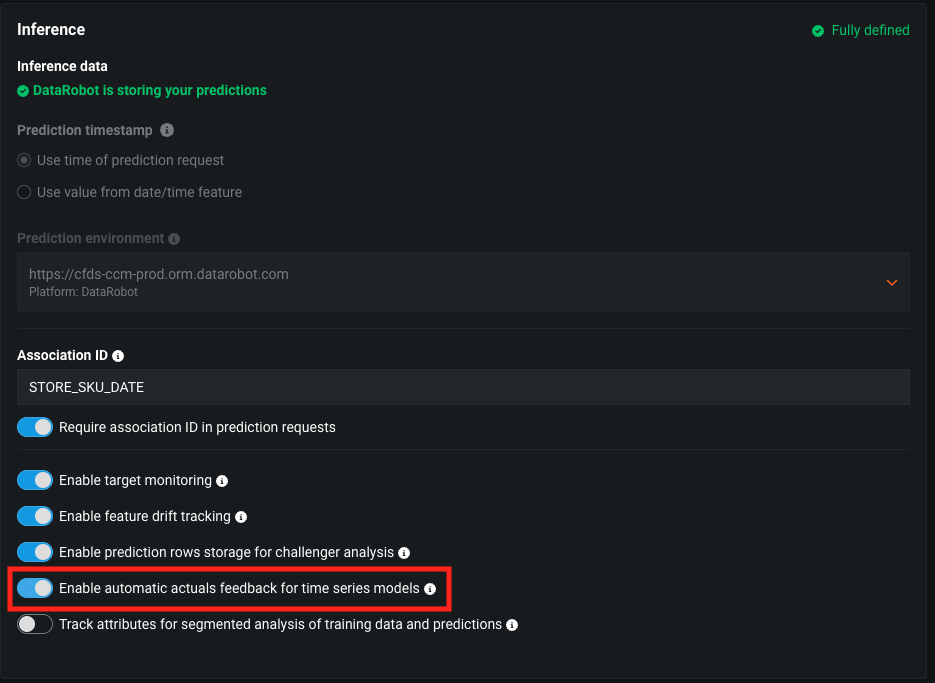 Inference
Fully defined
Inference data
DataRobot is storing your predictions
Prediction timestamp
Use time of prediction request
Use value from date/time feature
Prediction environment
https://cfds-ccm-prod.orm.datarobot.com
Platform: DataRobot
Association ID
STORE_SKU_DATE
Require association ID in prediction requests
Enable target monitoring
Enable feature drift tracking
Enable prediction rows storage for challenger analysis
Enable automatic actuals feedback for time series models
Track attributes for segmented analysis of training data and predictions